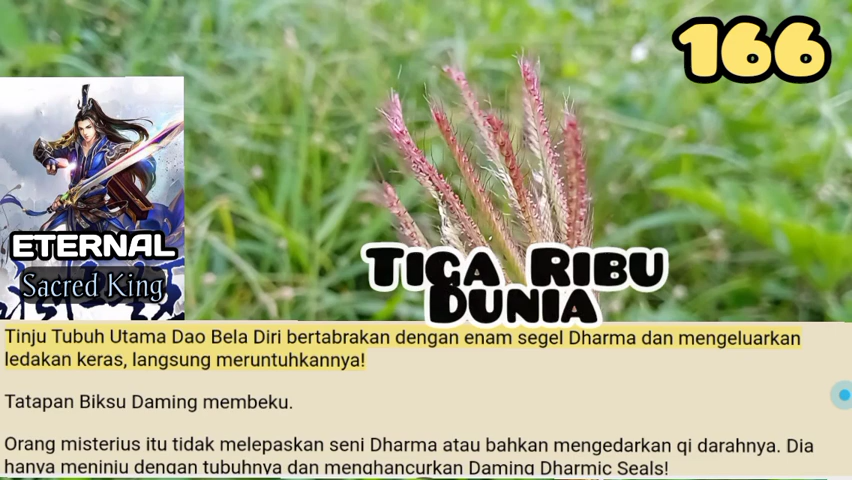 166
ETERNAL
Sacred King
TIGA RIBU
DUNIA
Tinju Tubuh Utama Dao Bela Diri bertabrakan dengan enam segel Dharma dan mengeluarkan
ledakan keras, langsung meruntuhkannya!
Tatapan Biksu Daming membeku.
Orang misterius itu tidak melepaskan seni Dharma atau bahkan mengedarkan qi darahnya. Dia
hanya meninju dengan tubuhnya dan menghancurkan Daming Dharmic Seals!